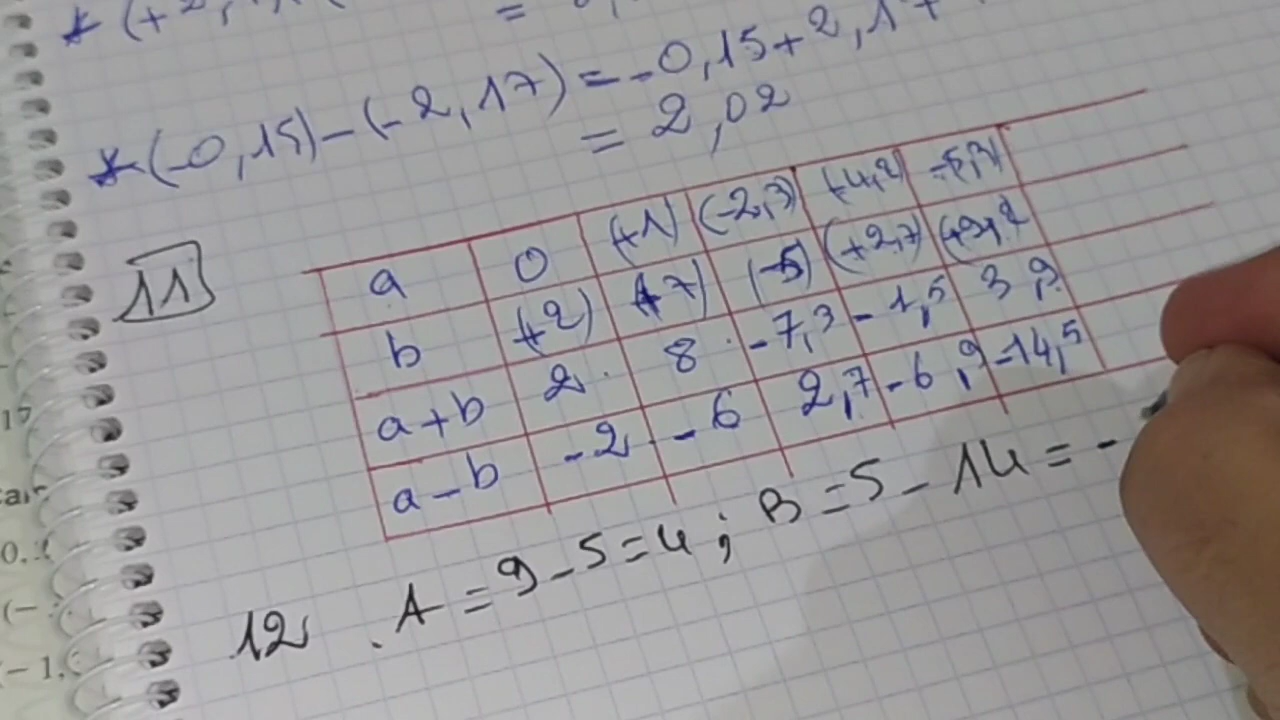 * (-0,15) - (-2,17) = -0,15 + 2,17
= 2,02
11
a 0 (+1) (-2,3)
b (+2) (+7) (-5) (+2,7)
a+b 2 8 -7,3 -1,5 3,9
a-b -2 -6 2,7 -6,9 -14,5
12 . A = 9 - 5 = 4 ; B = 5 - 14 = -